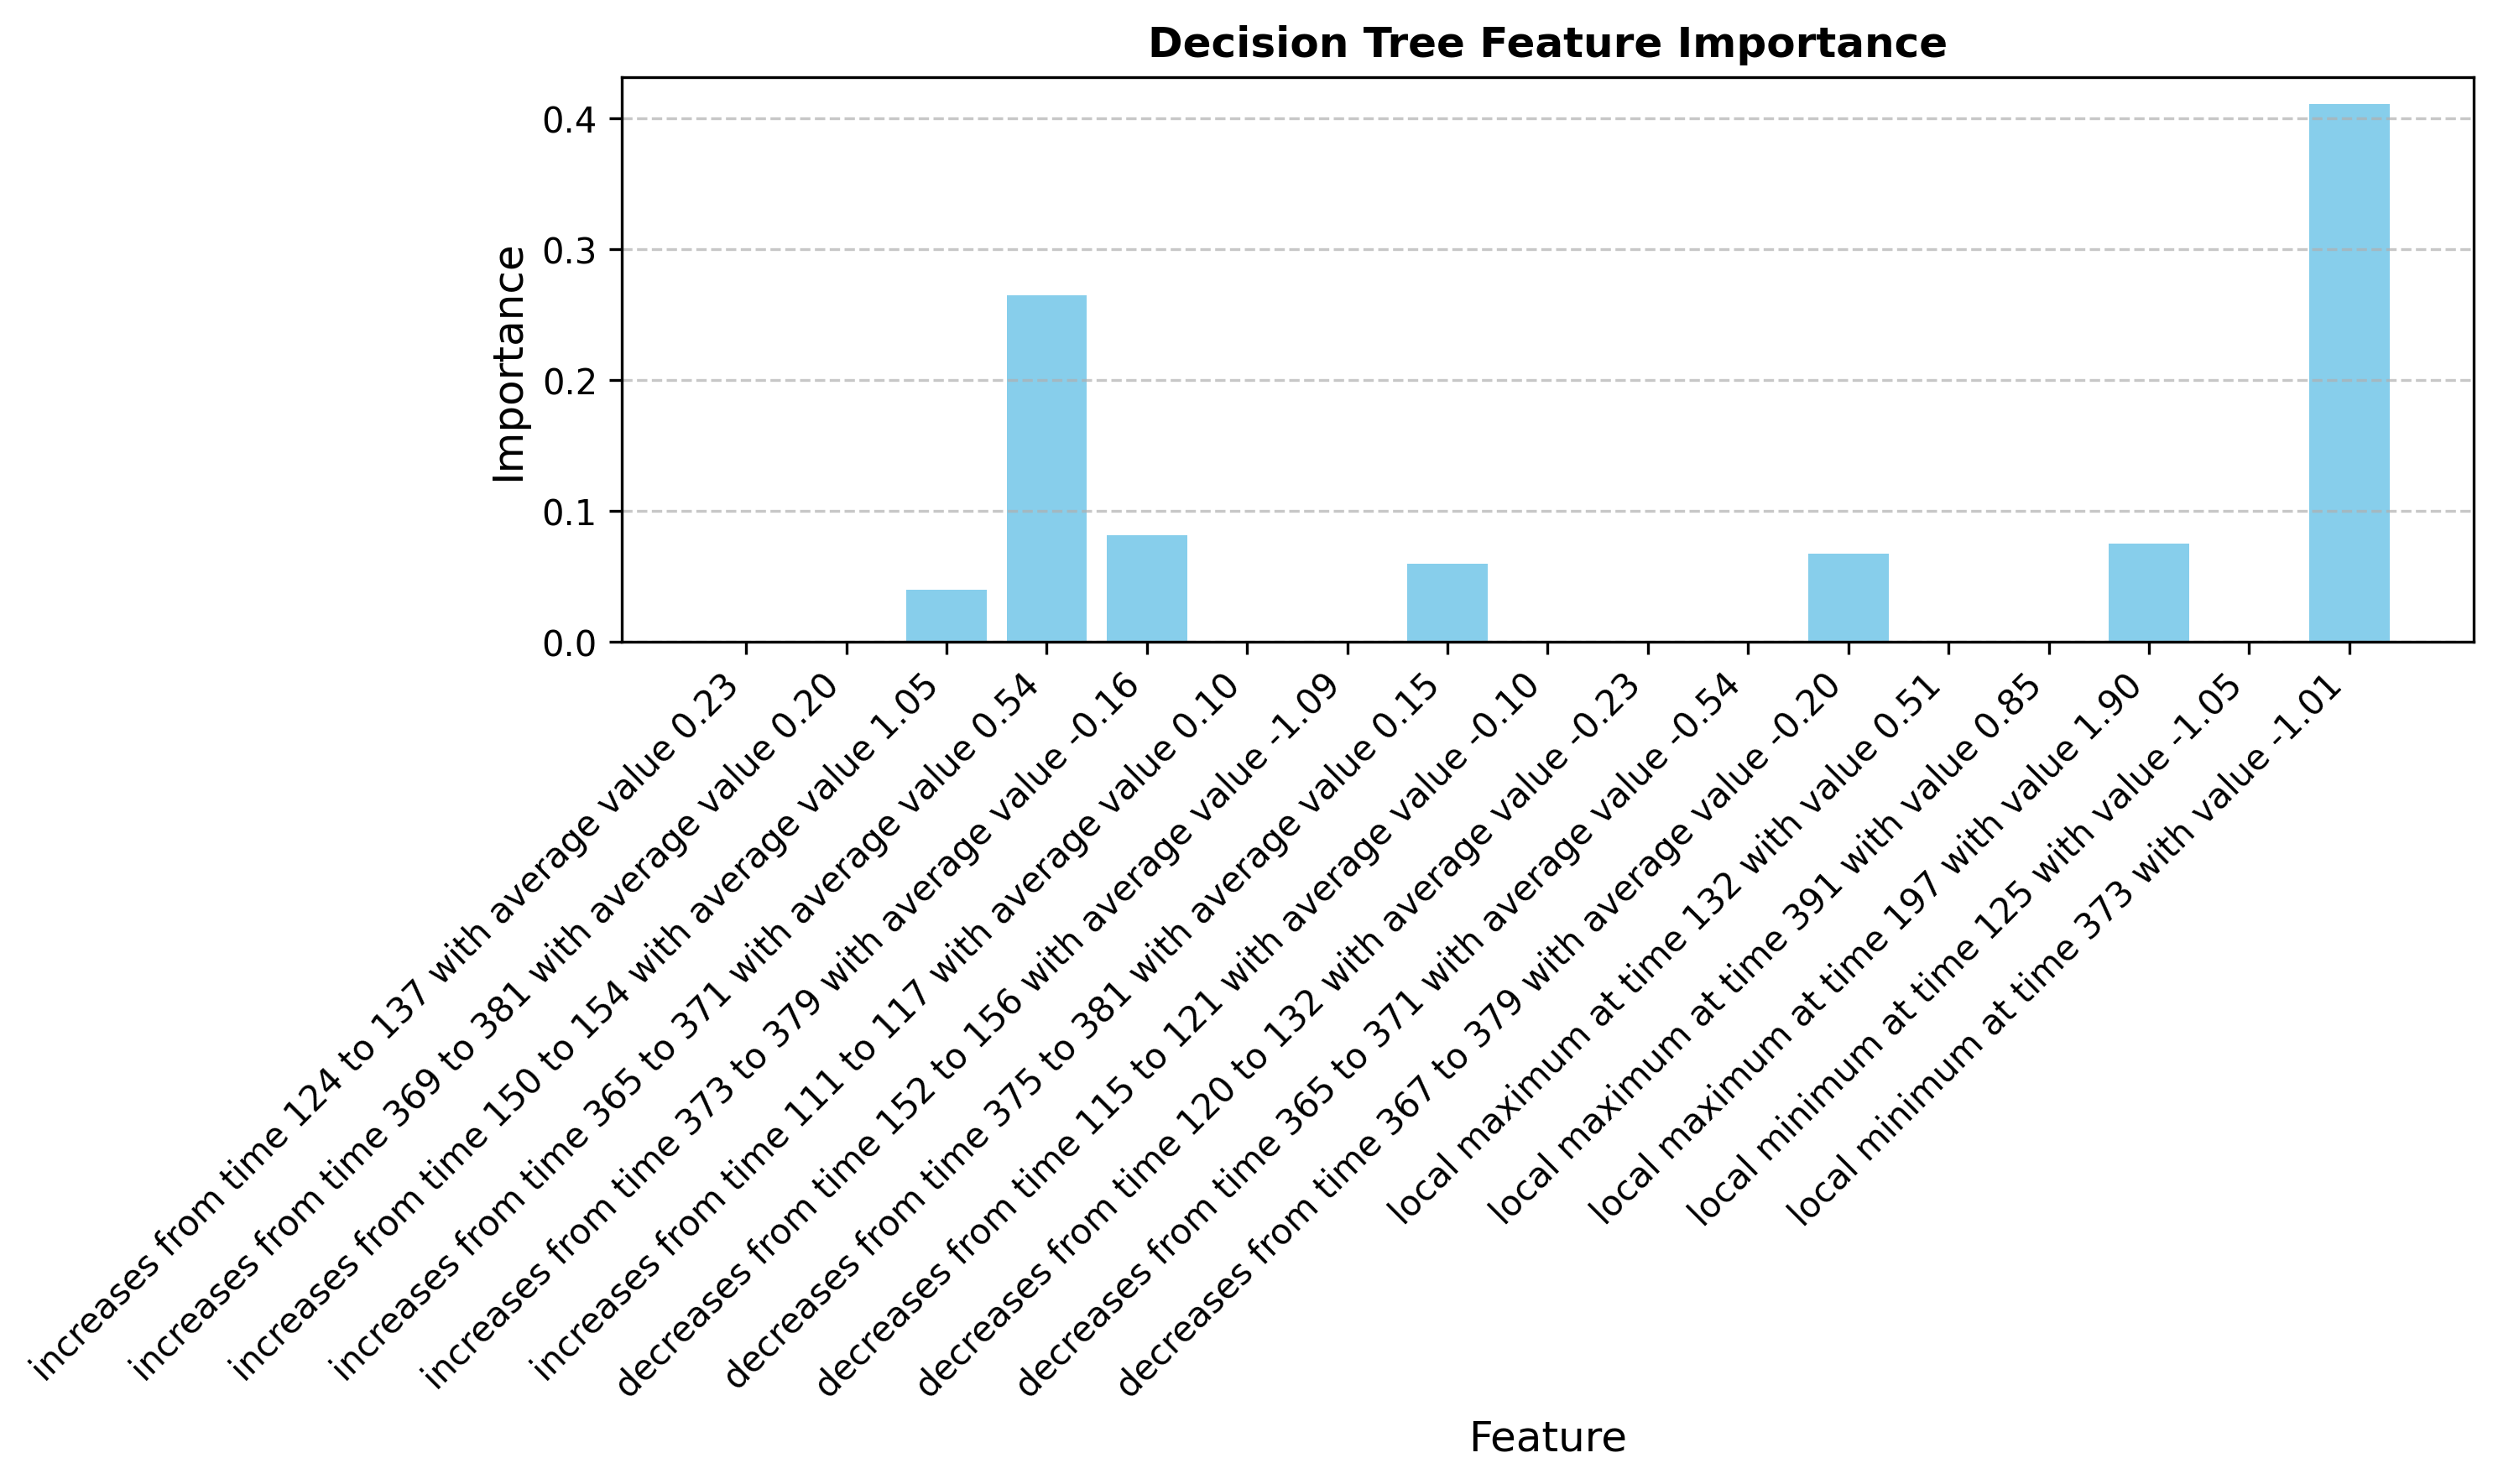 Decision Tree Feature Importance
Importance
0.4
0.3
0.2
0.1
0.0
increases from time 124 to 137 with average value 0.23
increases from time 369 to 381 with average value 0.20
increases from time 150 to 154 with average value 1.05
increases from time 365 to 371 with average value 0.54
increases from time 373 to 379 with average value -0.16
increases from time 111 to 117 with average value 0.10
decreases from time 152 to 156 with average value -1.09
decreases from time 375 to 381 with average value 0.15
decreases from time 115 to 121 with average value -0.10
decreases from time 120 to 132 with average value -0.23
decreases from time 365 to 371 with average value -0.54
decreases from time 367 to 379 with average value -0.20
local maximum at time 132 with value 0.51
local maximum at time 391 with value 0.85
local maximum at time 197 with value 1.90
local minimum at time 125 with value -1.05
local minimum at time 373 with value -1.01
Feature